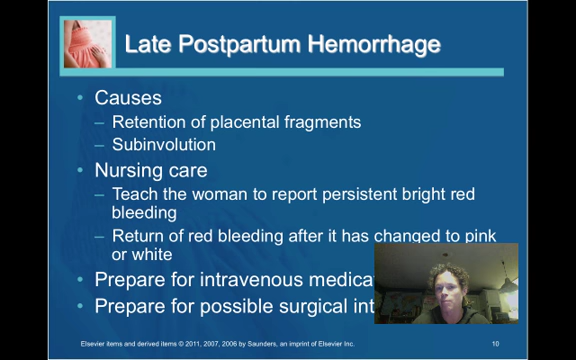 Late Postpartum Hemorrhage
• Causes
– Retention of placental fragments
– Subinvolution
• Nursing care
– Teach the woman to report persistent bright red
bleeding
– Return of red bleeding after it has changed to pink
or white
• Prepare for intravenous
• Prepare for possible surgical
Elsevier items and derived items © 2011, 2007, 2006 by Saunders, an imprint of Elsevier Inc.
10